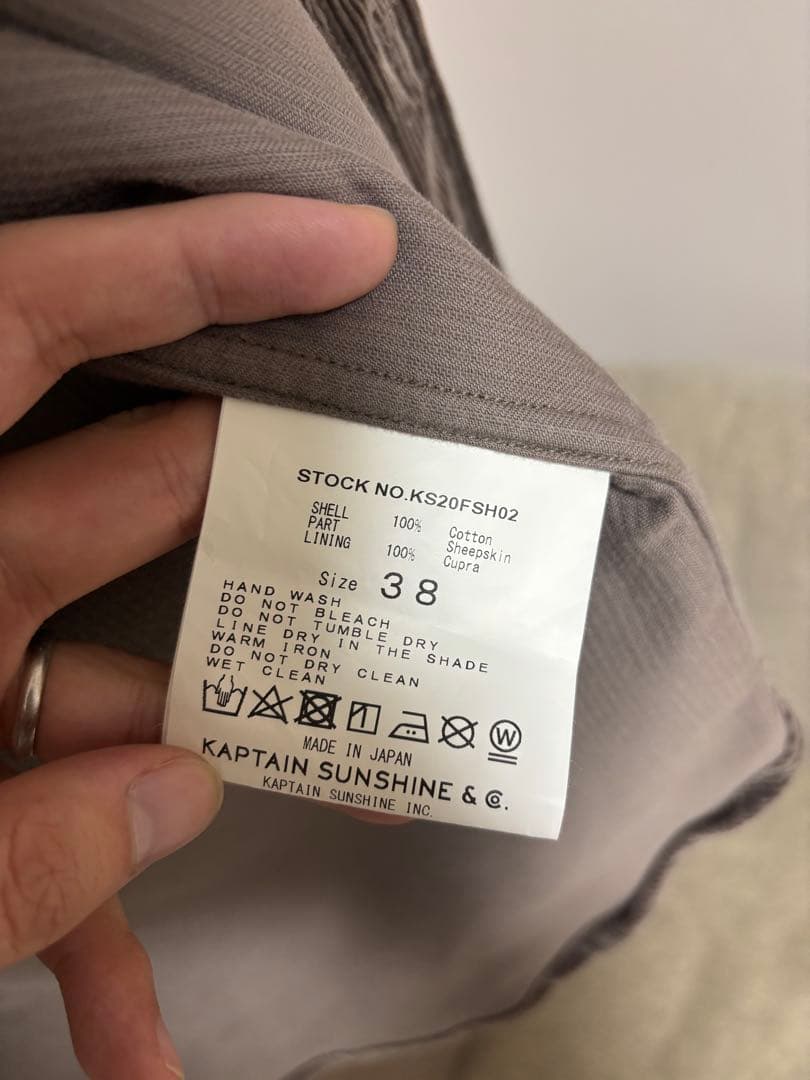 STOCK NO.KS20FSH02
SHELL 100% Cotton
PART Sheepskin
LINING 100% Cupra
Size 38
HAND WASH
DO NOT BLEACH
DO NOT TUMBLE DRY
LINE DRY IN THE SHADE
WARM IRON
DO NOT DRY CLEAN
WET CLEAN
W
MADE IN JAPAN
KAPTAIN SUNSHINE & Co.
KAPTAIN SUNSHINE INC.